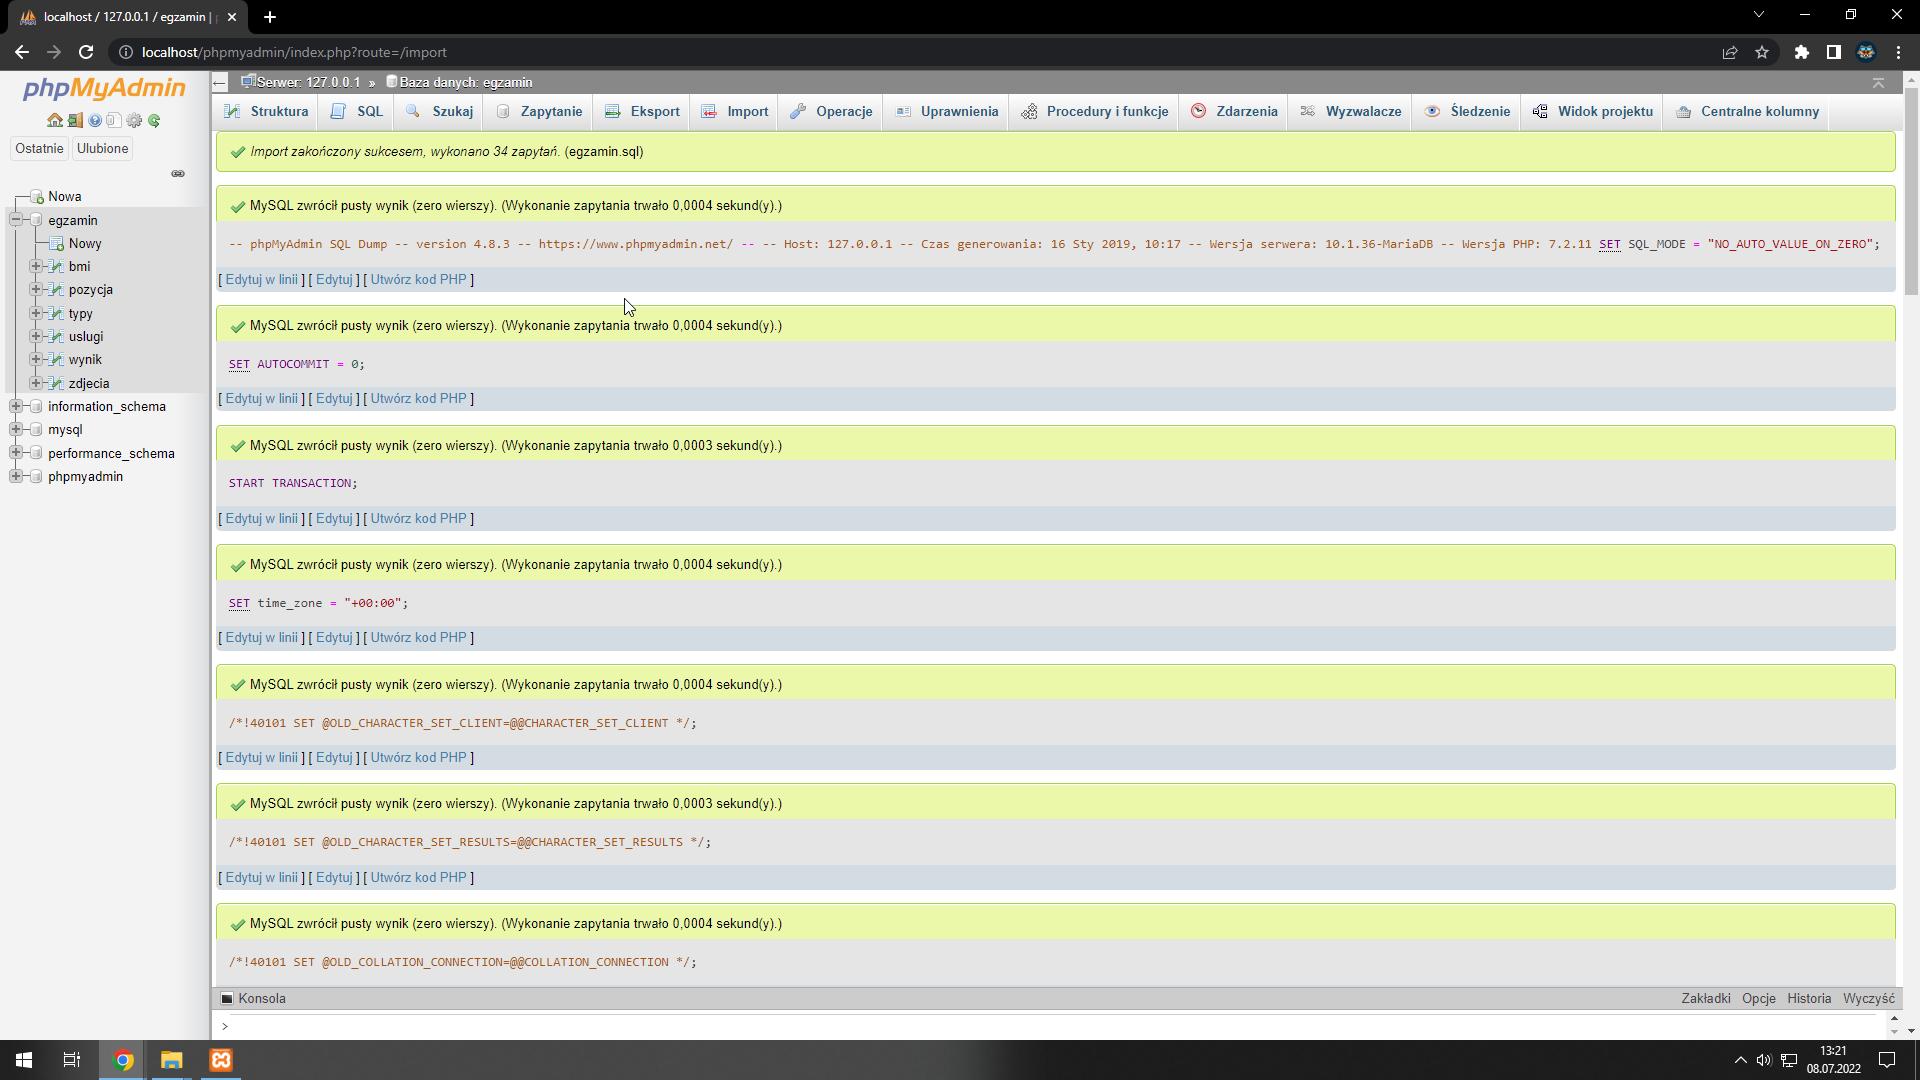 localhost / 127.0.0.1 / egzamin |
localhost/phpmyadmin/index.php?route=/import
phpMyAdmin
Ostatnie Ulubione
Nowa
egzamin
Nowy
bmi
pozycja
typy
uslugi
wynik
zdjecia
information_schema
mysql
performance_schema
phpmyadmin
Serwer: 127.0.0.1 » Baza danych: egzamin
Struktura SQL Szukaj Zapytanie Eksport Import Operacje Uprawnienia Procedury i funkcje Zdarzenia Wyzwalacze Śledzenie Widok projektu Centralne kolumny
Import zakończony sukcesem, wykonano 34 zapytań. (egzamin.sql)
MySQL zwrócił pusty wynik (zero wierszy). (Wykonanie zapytania trwało 0,0004 sekund(y).)
-- phpMyAdmin SQL Dump -- version 4.8.3 -- https://www.phpmyadmin.net/ -- -- Host: 127.0.0.1 -- Czas generowania: 16 Sty 2019, 10:17 -- Wersja serwera: 10.1.36-MariaDB -- Wersja PHP: 7.2.11 SET SQL_MODE = "NO_AUTO_VALUE_ON_ZERO";
[ Edytuj w linii ] [ Edytuj ] [ Utwórz kod PHP ]
MySQL zwrócił pusty wynik (zero wierszy). (Wykonanie zapytania trwało 0,0004 sekund(y).)
SET AUTOCOMMIT = 0;
[ Edytuj w linii ] [ Edytuj ] [ Utwórz kod PHP ]
MySQL zwrócił pusty wynik (zero wierszy). (Wykonanie zapytania trwało 0,0003 sekund(y).)
START TRANSACTION;
[ Edytuj w linii ] [ Edytuj ] [ Utwórz kod PHP ]
MySQL zwrócił pusty wynik (zero wierszy). (Wykonanie zapytania trwało 0,0004 sekund(y).)
SET time_zone = "+00:00";
[ Edytuj w linii ] [ Edytuj ] [ Utwórz kod PHP ]
MySQL zwrócił pusty wynik (zero wierszy). (Wykonanie zapytania trwało 0,0004 sekund(y).)
/*!40101 SET @OLD_CHARACTER_SET_CLIENT=@@CHARACTER_SET_CLIENT */;
[ Edytuj w linii ] [ Edytuj ] [ Utwórz kod PHP ]
MySQL zwrócił pusty wynik (zero wierszy). (Wykonanie zapytania trwało 0,0003 sekund(y).)
/*!40101 SET @OLD_CHARACTER_SET_RESULTS=@@CHARACTER_SET_RESULTS */;
[ Edytuj w linii ] [ Edytuj ] [ Utwórz kod PHP ]
MySQL zwrócił pusty wynik (zero wierszy). (Wykonanie zapytania trwało 0,0004 sekund(y).)
/*!40101 SET @OLD_COLLATION_CONNECTION=@@COLLATION_CONNECTION */;
Konsola Zakładki Opcje Historia Wyczyść
>
13:21
08.07.2022